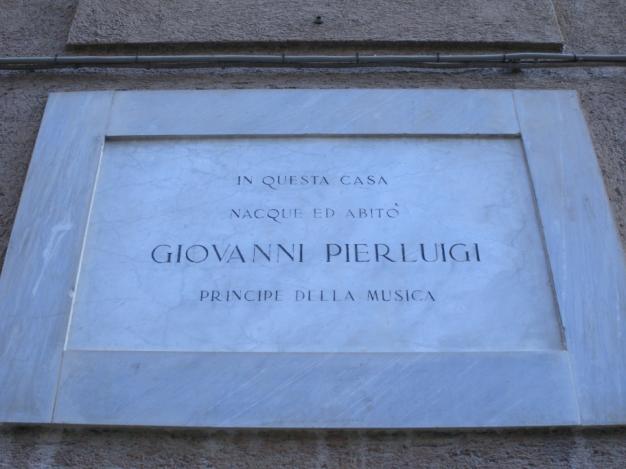 IN QUESTA CASA
NACQUE ED ABITÒ
GIOVANNI PIERLUIGI
PRINCIPE DELLA MUSICA